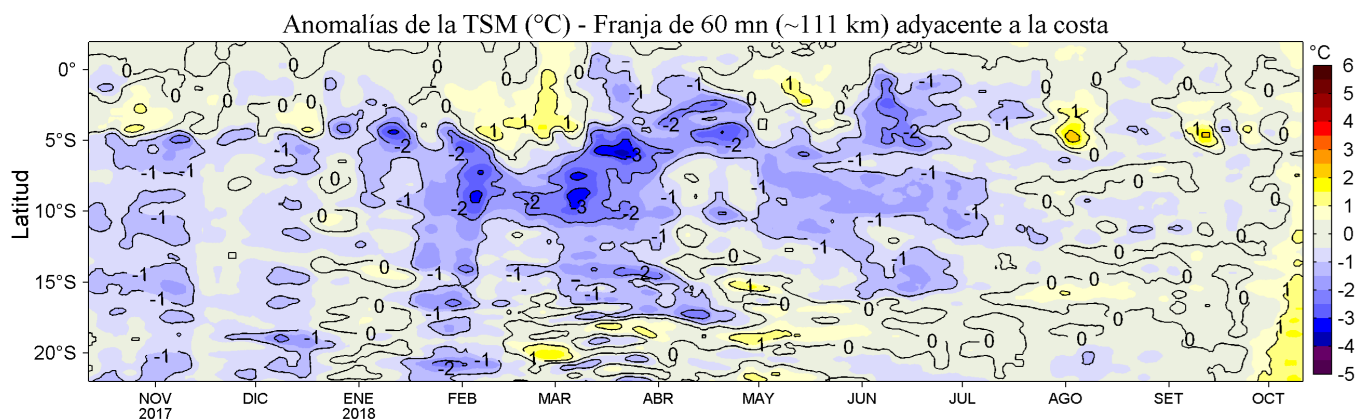 Anomalías de la TSM (°C) - Franja de 60 mn (~111 km) adyacente a la costa
°C
6
5
4
3
2
1
0
-1
-2
-3
-4
-5
Latitud
0°
5°S
10°S
15°S
20°S
NOV DIC ENE FEB MAR ABR MAY JUN JUL AGO SET OCT
2017 2018